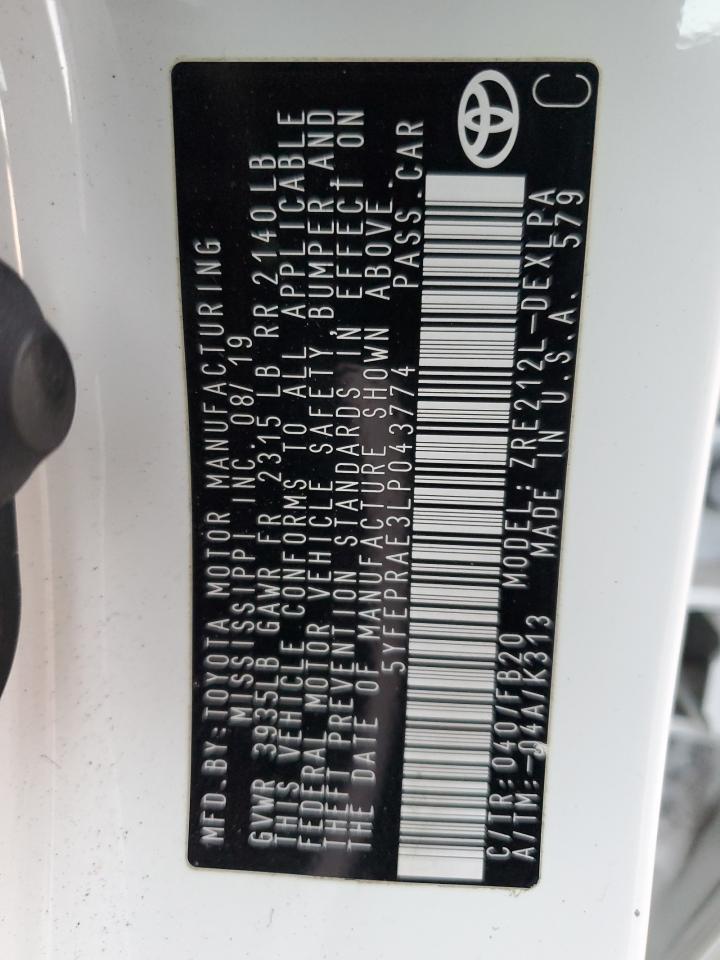 MFD.BY:TOYOTA MOTOR MANUFACTURING
MISSISSIPPI INC. 08/19
GVWR 3935LB GAWR FR 2315 LB RR 2140LB
THIS VEHICLE CONFORMS TO ALL APPLICABLE
FEDERAL MOTOR VEHICLE SAFETY,BUMPER,AND
THEFT PREVENTION STANDARDS IN EFFECT ON
THE DATE OF MANUFACTURE SHOWN ABOVE.
5YFEPRAE3LP043774 PASS.CAR
C/TR:040/FB20 MODEL:ZRE212L-DEXLPA
A/TM:-04A/K313 MADE IN U.S.A. 579
C